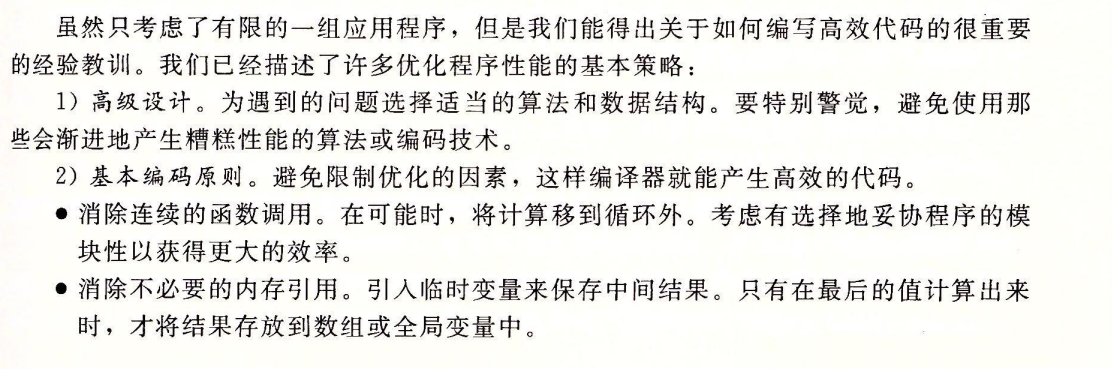 虽然只考虑了有限的一组应用程序，但是我们能得出关于如何编写高效代码的很重要
的经验教训。我们已经描述了许多优化程序性能的基本策略：
1）高级设计。为遇到的问题选择适当的算法和数据结构。要特别警觉，避免使用那
些会渐进地产生糟糕性能的算法或编码技术。
2）基本编码原则。避免限制优化的因素，这样编译器就能产生高效的代码。
●消除连续的函数调用。在可能时，将计算移到循环外。考虑有选择地妥协程序的模
块性以获得更大的效率。
●消除不必要的内存引用。引入临时变量来保存中间结果。只有在最后的值计算出来
时，才将结果存放到数组或全局变量中。